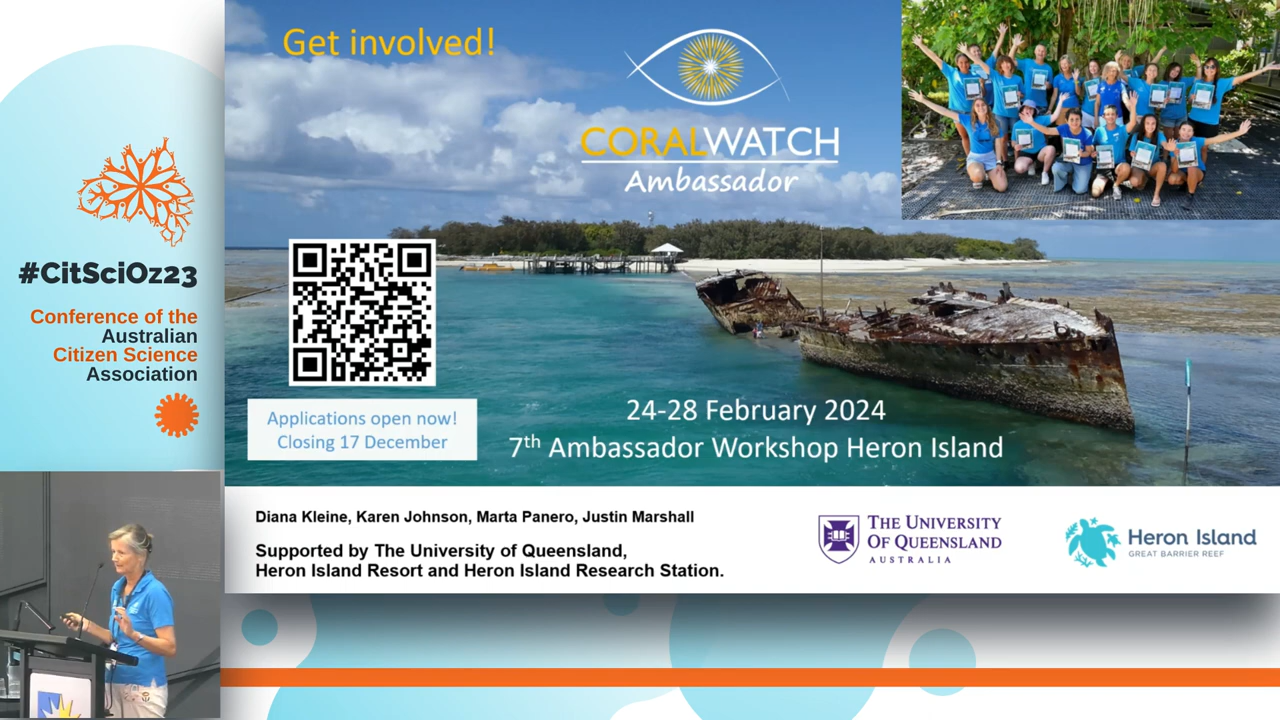 #CitSciOz23
Conference of the
Australian
Citizen Science
Association
Get involved!
CORALWATCH
Ambassador
Applications open now!
Closing 17 December
24-28 February 2024
7th Ambassador Workshop Heron Island
Diana Kleine, Karen Johnson, Marta Panero, Justin Marshall
Supported by The University of Queensland,
Heron Island Resort and Heron Island Research Station.
THE UNIVERSITY
OF QUEENSLAND
AUSTRALIA
Heron Island
GREAT BARRIER REEF